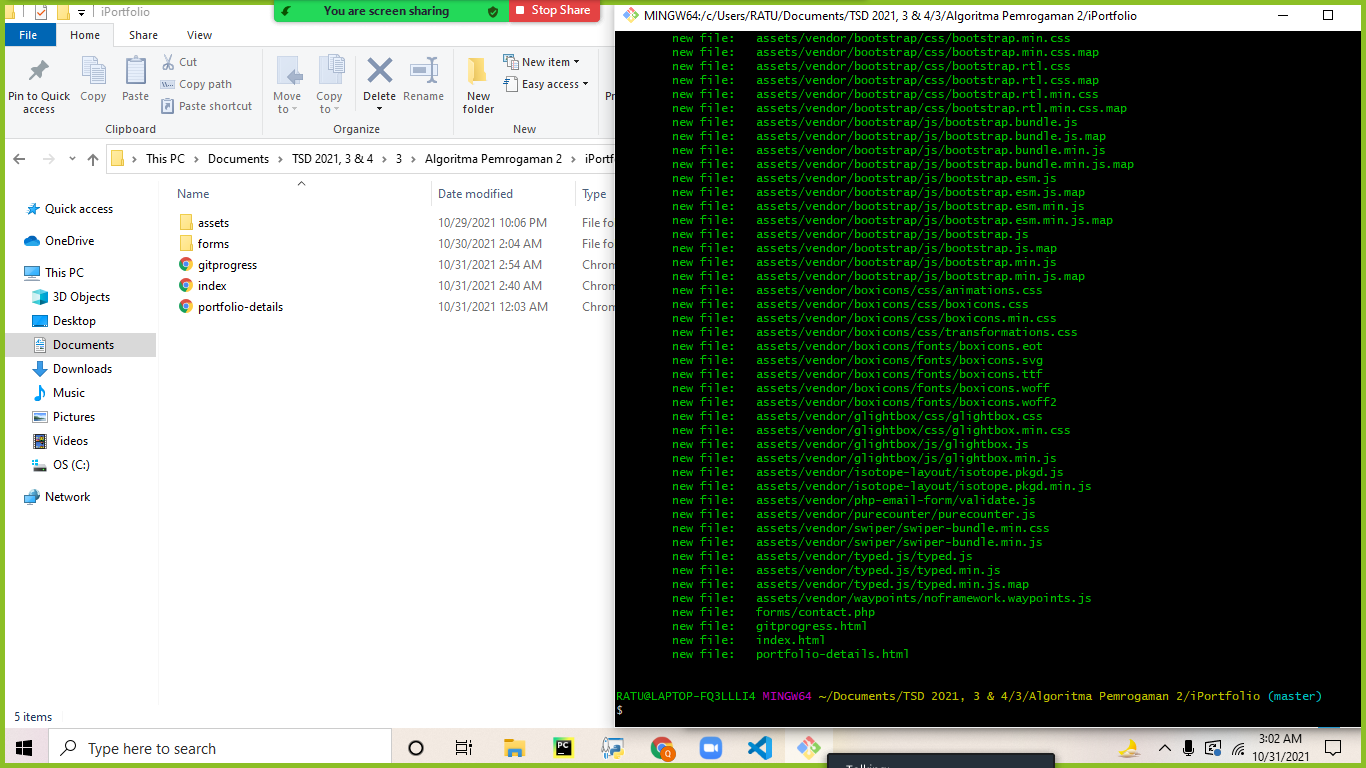 iPortfolio
You are screen sharing
Stop Share
File
Home
Share
View
Pin to Quick access
Copy
Paste
Cut
Copy path
Paste shortcut
Clipboard
Move to
Copy to
Delete
Rename
Organize
New folder
New item
Easy access
New
This PC > Documents > TSD 2021, 3 & 4 > 3 > Algoritma Pemrogaman 2 >
Name Date modified Type
assets 10/29/2021 10:06 PM File fo
forms 10/30/2021 2:04 AM File fo
gitprogress 10/31/2021 2:54 AM Chrom
index 10/31/2021 2:40 AM Chrom
portfolio-details 10/31/2021 12:03 AM Chrom
Quick access
OneDrive
This PC
3D Objects
Desktop
Documents
Downloads
Music
Pictures
Videos
OS (C:)
Network
5 items
MINGW64:/c/Users/RATU/Documents/TSD 2021, 3 & 4/3/Algoritma Pemrogaman 2/iPortfolio
new file: assets/vendor/bootstrap/css/bootstrap.min.css
new file: assets/vendor/bootstrap/css/bootstrap.min.css.map
new file: assets/vendor/bootstrap/css/bootstrap.rtl.css
new file: assets/vendor/bootstrap/css/bootstrap.rtl.css.map
new file: assets/vendor/bootstrap/css/bootstrap.rtl.min.css
new file: assets/vendor/bootstrap/css/bootstrap.rtl.min.css.map
new file: assets/vendor/bootstrap/js/bootstrap.bundle.js
new file: assets/vendor/bootstrap/js/bootstrap.bundle.js.map
new file: assets/vendor/bootstrap/js/bootstrap.bundle.min.js
new file: assets/vendor/bootstrap/js/bootstrap.bundle.min.js.map
new file: assets/vendor/bootstrap/js/bootstrap.esm.js
new file: assets/vendor/bootstrap/js/bootstrap.esm.js.map
new file: assets/vendor/bootstrap/js/bootstrap.esm.min.js
new file: assets/vendor/bootstrap/js/bootstrap.esm.min.js.map
new file: assets/vendor/bootstrap/js/bootstrap.js
new file: assets/vendor/bootstrap/js/bootstrap.js.map
new file: assets/vendor/bootstrap/js/bootstrap.min.js
new file: assets/vendor/bootstrap/js/bootstrap.min.js.map
new file: assets/vendor/boxicons/css/animations.css
new file: assets/vendor/boxicons/css/boxicons.css
new file: assets/vendor/boxicons/css/boxicons.min.css
new file: assets/vendor/boxicons/css/transformations.css
new file: assets/vendor/boxicons/fonts/boxicons.eot
new file: assets/vendor/boxicons/fonts/boxicons.svg
new file: assets/vendor/boxicons/fonts/boxicons.ttf
new file: assets/vendor/boxicons/fonts/boxicons.woff
new file: assets/vendor/boxicons/fonts/boxicons.woff2
new file: assets/vendor/glightbox/css/glightbox.css
new file: assets/vendor/glightbox/css/glightbox.min.css
new file: assets/vendor/glightbox/js/glightbox.js
new file: assets/vendor/glightbox/js/glightbox.min.js
new file: assets/vendor/isotope-layout/isotope.pkgd.js
new file: assets/vendor/isotope-layout/isotope.pkgd.min.js
new file: assets/vendor/php-email-form/validate.js
new file: assets/vendor/purecounter/purecounter.js
new file: assets/vendor/swiper/swiper-bundle.min.css
new file: assets/vendor/swiper/swiper-bundle.min.js
new file: assets/vendor/typed.js/typed.js
new file: assets/vendor/typed.js/typed.min.js
new file: assets/vendor/typed.js/typed.min.js.map
new file: assets/vendor/waypoints/noframework.waypoints.js
new file: forms/contact.php
new file: gitprogress.html
new file: index.html
new file: portfolio-details.html
RATU@LAPTOP-FQ3LLLI4 MINGW64 ~/Documents/TSD 2021, 3 & 4/3/Algoritma Pemrogaman 2/iPortfolio (master)
$
Type here to search
3:02 AM
10/31/2021